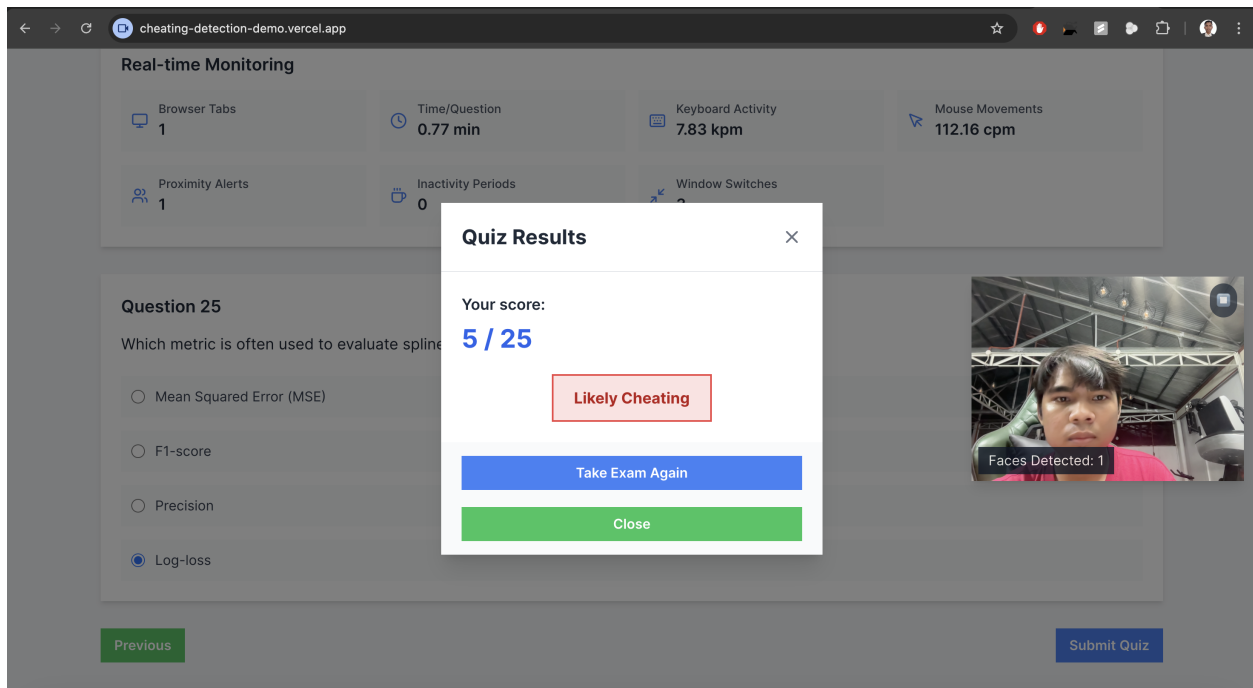 cheating-detection-demo.vercel.app
Real-time Monitoring
Browser Tabs
1
Time/Question
0.77 min
Keyboard Activity
7.83 kpm
Mouse Movements
112.16 cpm
Proximity Alerts
1
Inactivity Periods
0
Window Switches
Quiz Results
Your score:
5 / 25
Likely Cheating
Take Exam Again
Close
Question 25
Which metric is often used to evaluate spline
Mean Squared Error (MSE)
F1-score
Precision
Log-loss
Faces Detected: 1
Previous
Submit Quiz